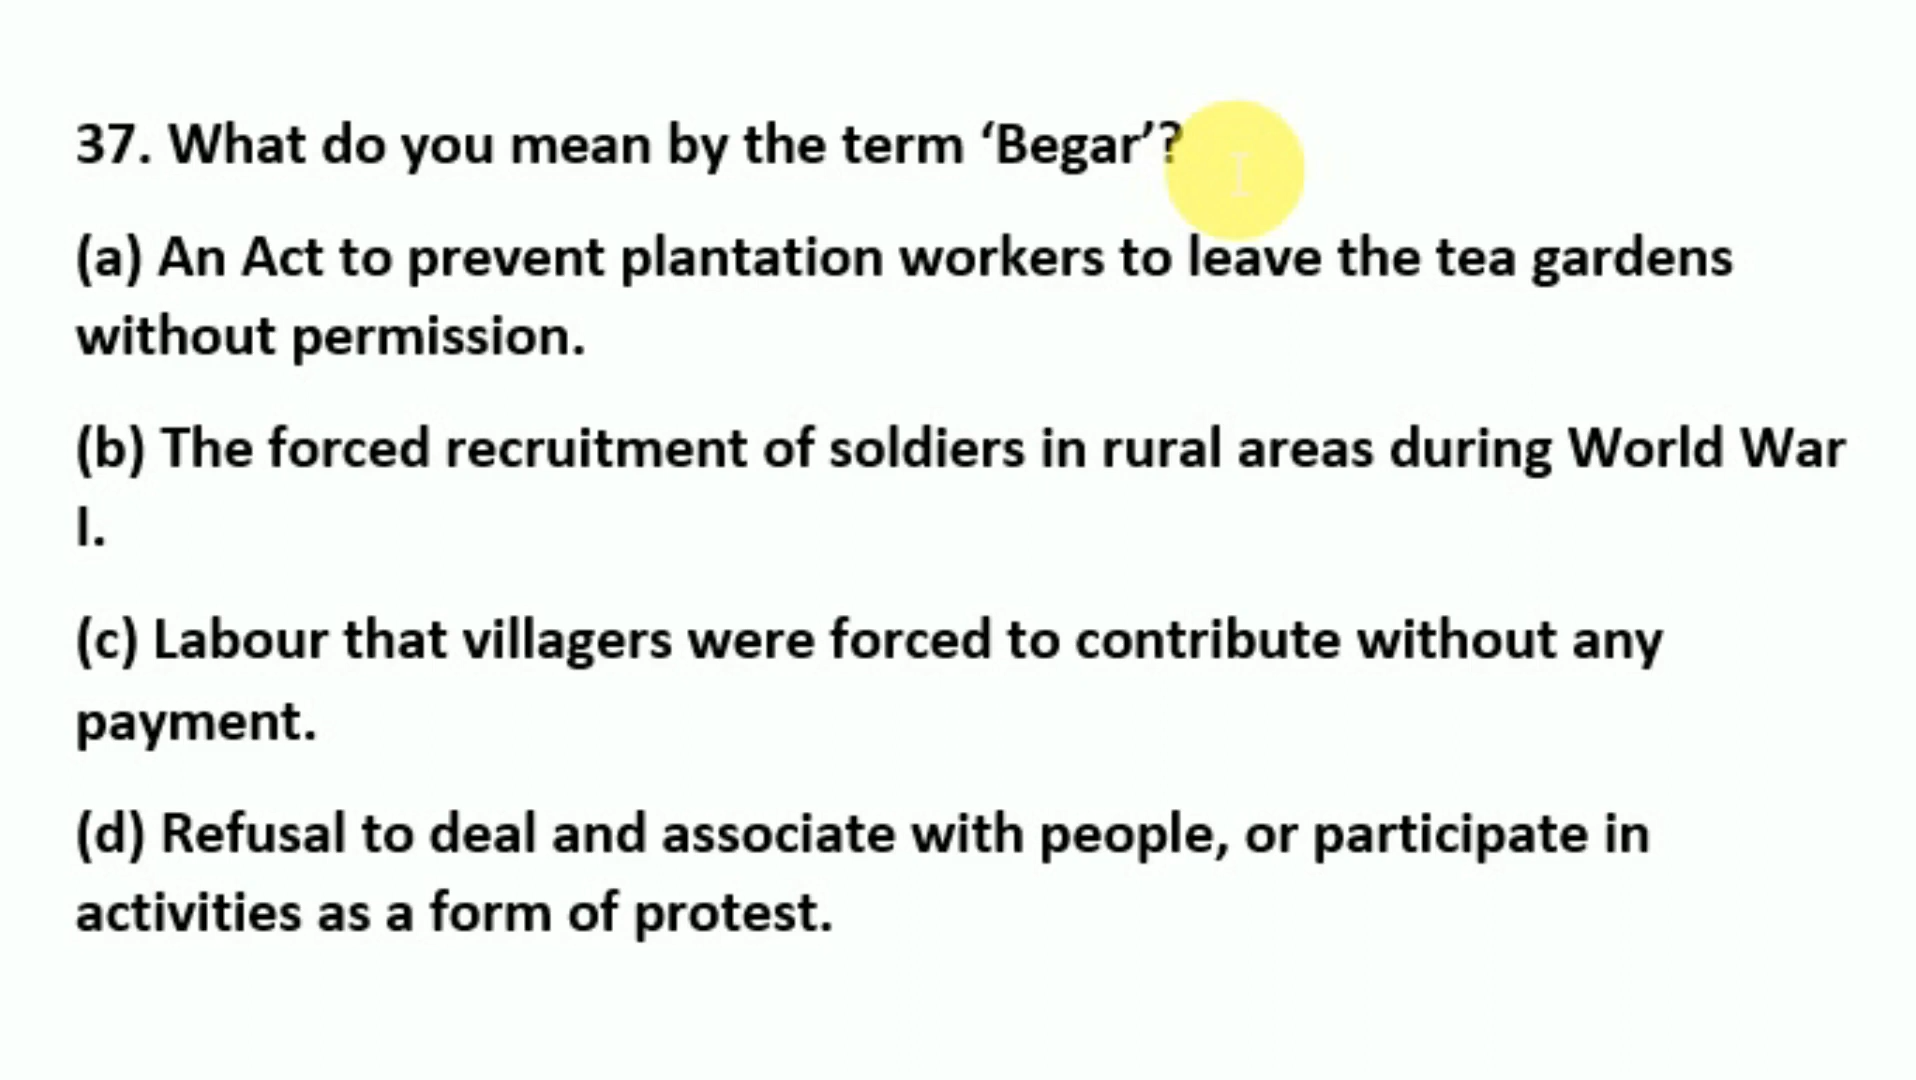 37. What do you mean by the term ‘Begar’?
(a) An Act to prevent plantation workers to leave the tea gardens
without permission.
(b) The forced recruitment of soldiers in rural areas during World War
I.
(c) Labour that villagers were forced to contribute without any
payment.
(d) Refusal to deal and associate with people, or participate in
activities as a form of protest.